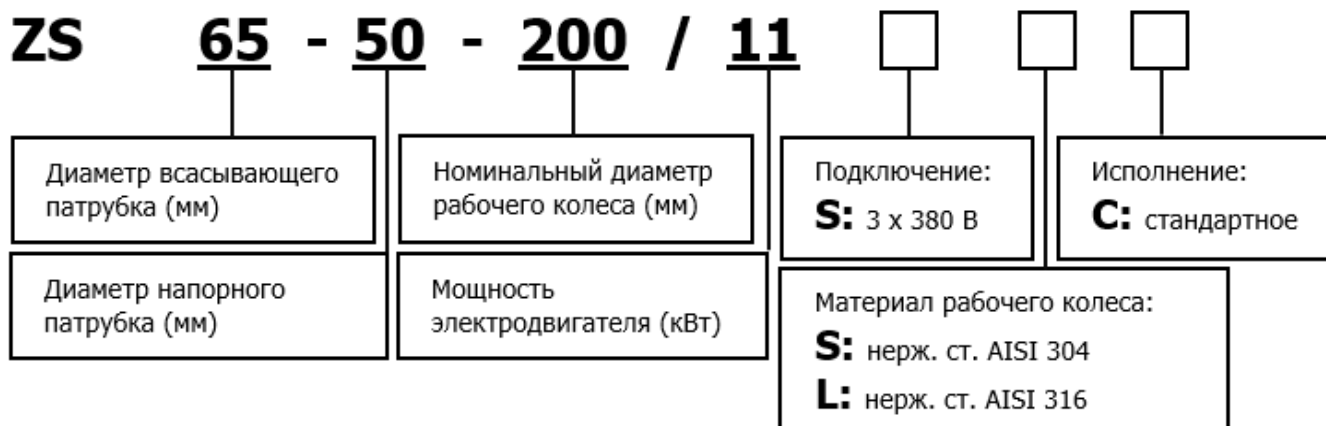 ZS 65 - 50 - 200 / 11
Диаметр всасывающего
патрубка (мм)
Номинальный диаметр
рабочего колеса (мм)
Подключение:
S: 3 x 380 В
Исполнение:
C: стандартное
Диаметр напорного
патрубка (мм)
Мощность
электродвигателя (кВт)
Материал рабочего колеса:
S: нерж. ст. AISI 304
L: нерж. ст. AISI 316